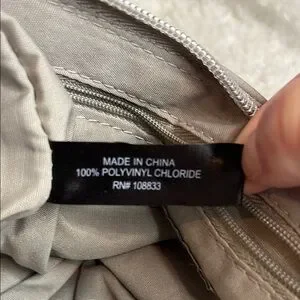 MADE IN CHINA
100% POLYVINYL CHLORIDE
RN# 108833